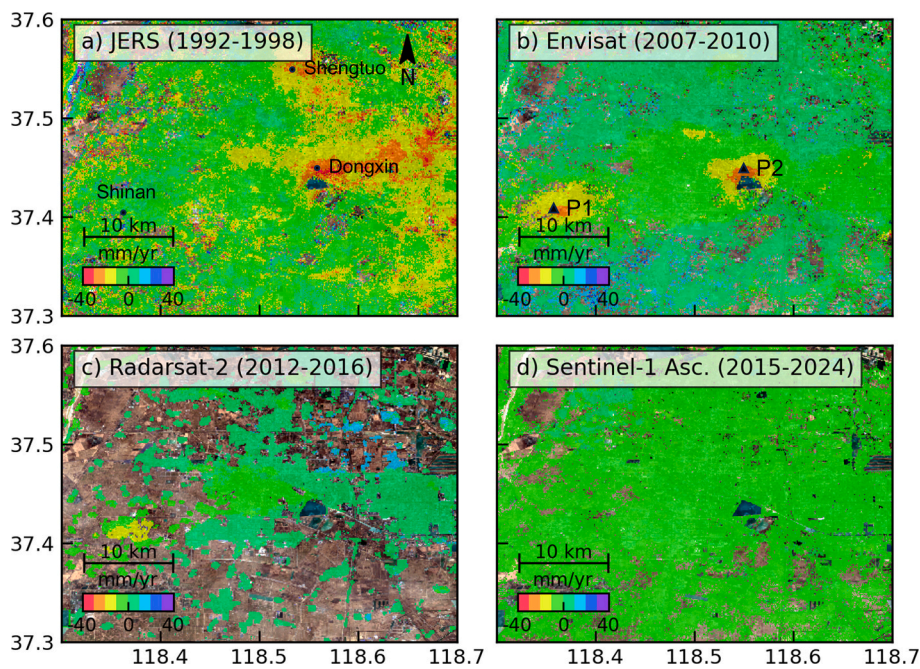 37.6
a) JERS (1992-1998)
N
Shengtuo
Dongxin
Shinan
10 km
mm/yr
-40 0 40
37.5
37.4
37.3
b) Envisat (2007-2010)
P2
P1
10 km
mm/yr
-40 0 40
37.6
c) Radarsat-2 (2012-2016)
10 km
mm/yr
-40 0 40
37.5
37.4
37.3
118.4 118.5 118.6 118.7
d) Sentinel-1 Asc. (2015-2024)
10 km
mm/yr
-40 0 40
118.4 118.5 118.6 118.7